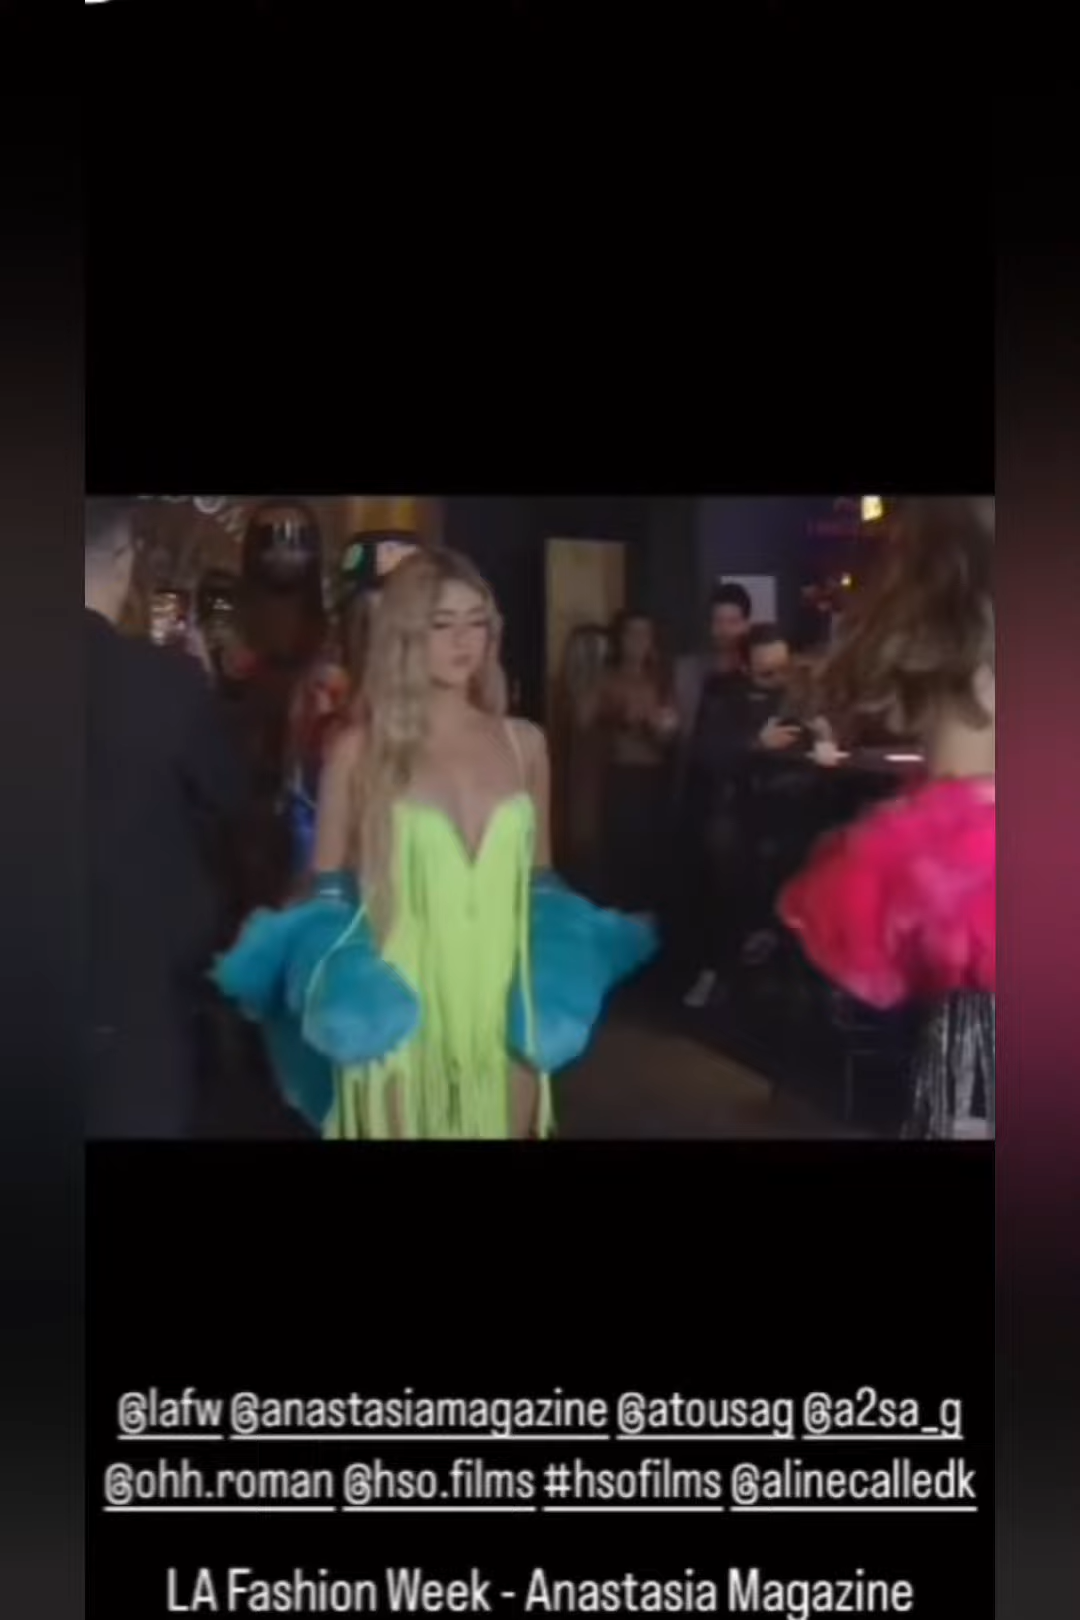 @lafw @anastasiamagazine @atousag @a2sa_g
@ohh.roman @hso.films #hsofilms @alinecalledk
LA Fashion Week - Anastasia Magazine